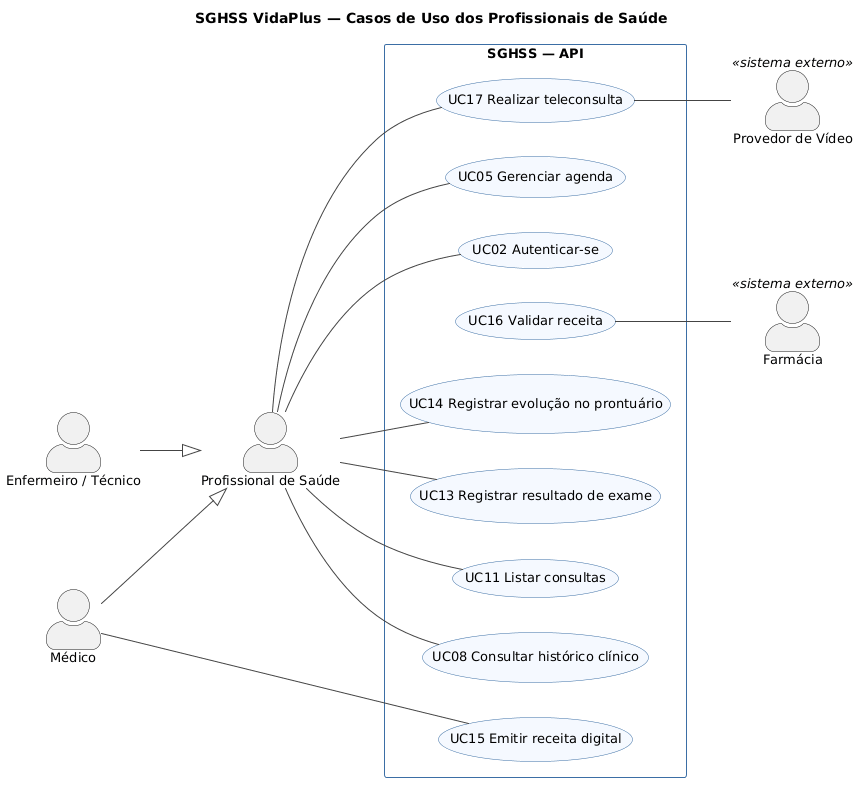 SGHSS VidaPlus — Casos de Uso dos Profissionais de Saúde
SGHSS — API
«sistema externo»
Provedor de Vídeo
UC17 Realizar teleconsulta
UC05 Gerenciar agenda
UC02 Autenticar-se
«sistema externo»
Farmácia
UC16 Validar receita
UC14 Registrar evolução no prontuário
Enfermeiro / Técnico
Profissional de Saúde
UC13 Registrar resultado de exame
UC11 Listar consultas
Médico
UC08 Consultar histórico clínico
UC15 Emitir receita digital